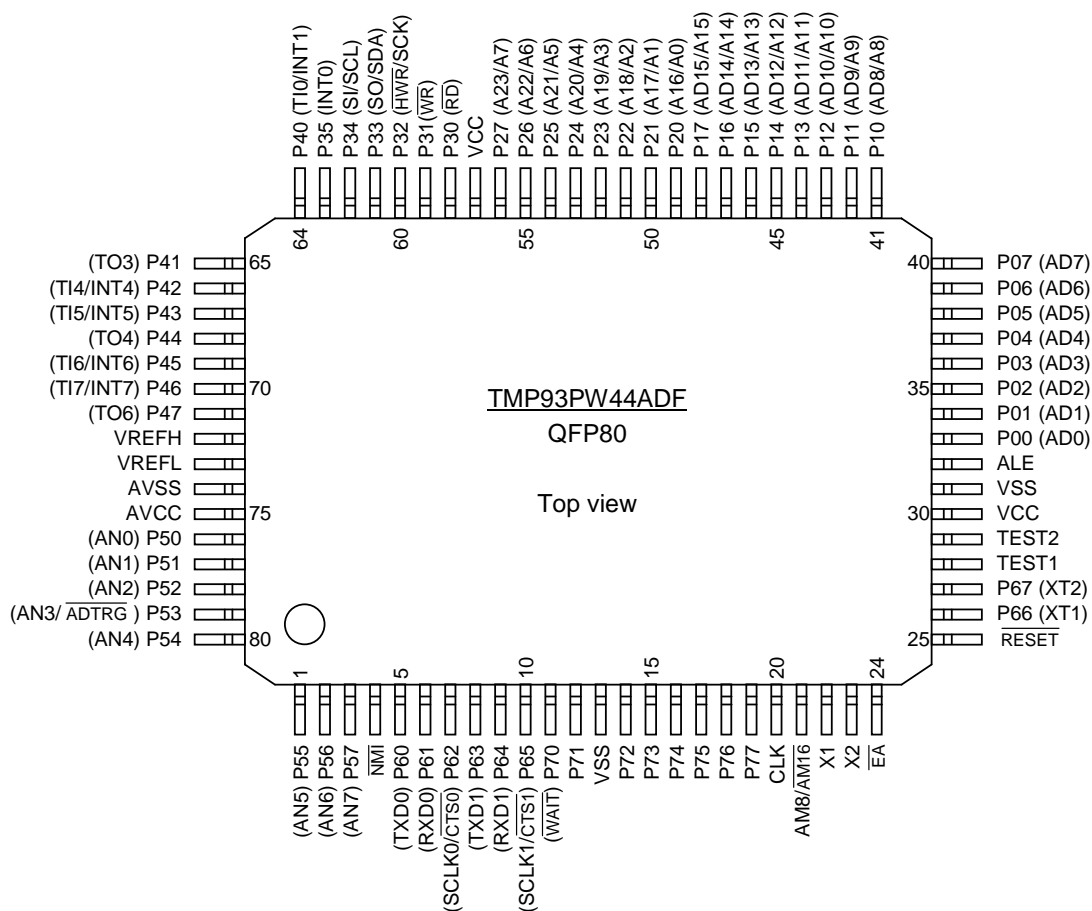 P40 (TI0/INT1)
P35 (INT0)
P34 (SI/SCL)
P33 (SO/SDA)
P32 (HWR/SCK)
P31(WR)
P30 (RD)
VCC
P27 (A23/A7)
P26 (A22/A6)
P25 (A21/A5)
P24 (A20/A4)
P23 (A19/A3)
P22 (A18/A2)
P21 (A17/A1)
P20 (A16/A0)
P17 (AD15/A15)
P16 (AD14/A14)
P15 (AD13/A13)
P14 (AD12/A12)
P13 (AD11/A11)
P12 (AD10/A10)
P11 (AD9/A9)
P10 (AD8/A8)
64
60
55
50
45
41
(TO3) P41
(TI4/INT4) P42
(TI5/INT5) P43
(TO4) P44
(TI6/INT6) P45
(TI7/INT7) P46
(TO6) P47
VREFH
VREFL
AVSS
AVCC
(AN0) P50
(AN1) P51
(AN2) P52
(AN3/ ADTRG ) P53
(AN4) P54
65
70
75
80
TMP93PW44ADF
QFP80
Top view
40
35
30
25
P07 (AD7)
P06 (AD6)
P05 (AD5)
P04 (AD4)
P03 (AD3)
P02 (AD2)
P01 (AD1)
P00 (AD0)
ALE
VSS
VCC
TEST2
TEST1
P67 (XT2)
P66 (XT1)
RESET
1
5
10
15
20
24
(AN5) P55
(AN6) P56
(AN7) P57
NMI
(TXD0) P60
(RXD0) P61
(SCLK0/CTS0) P62
(TXD1) P63
(RXD1) P64
(SCLK1/CTS1) P65
(WAIT) P70
P71
VSS
P72
P73
P74
P75
P76
P77
CLK
AM8/AM16
X1
X2
EA